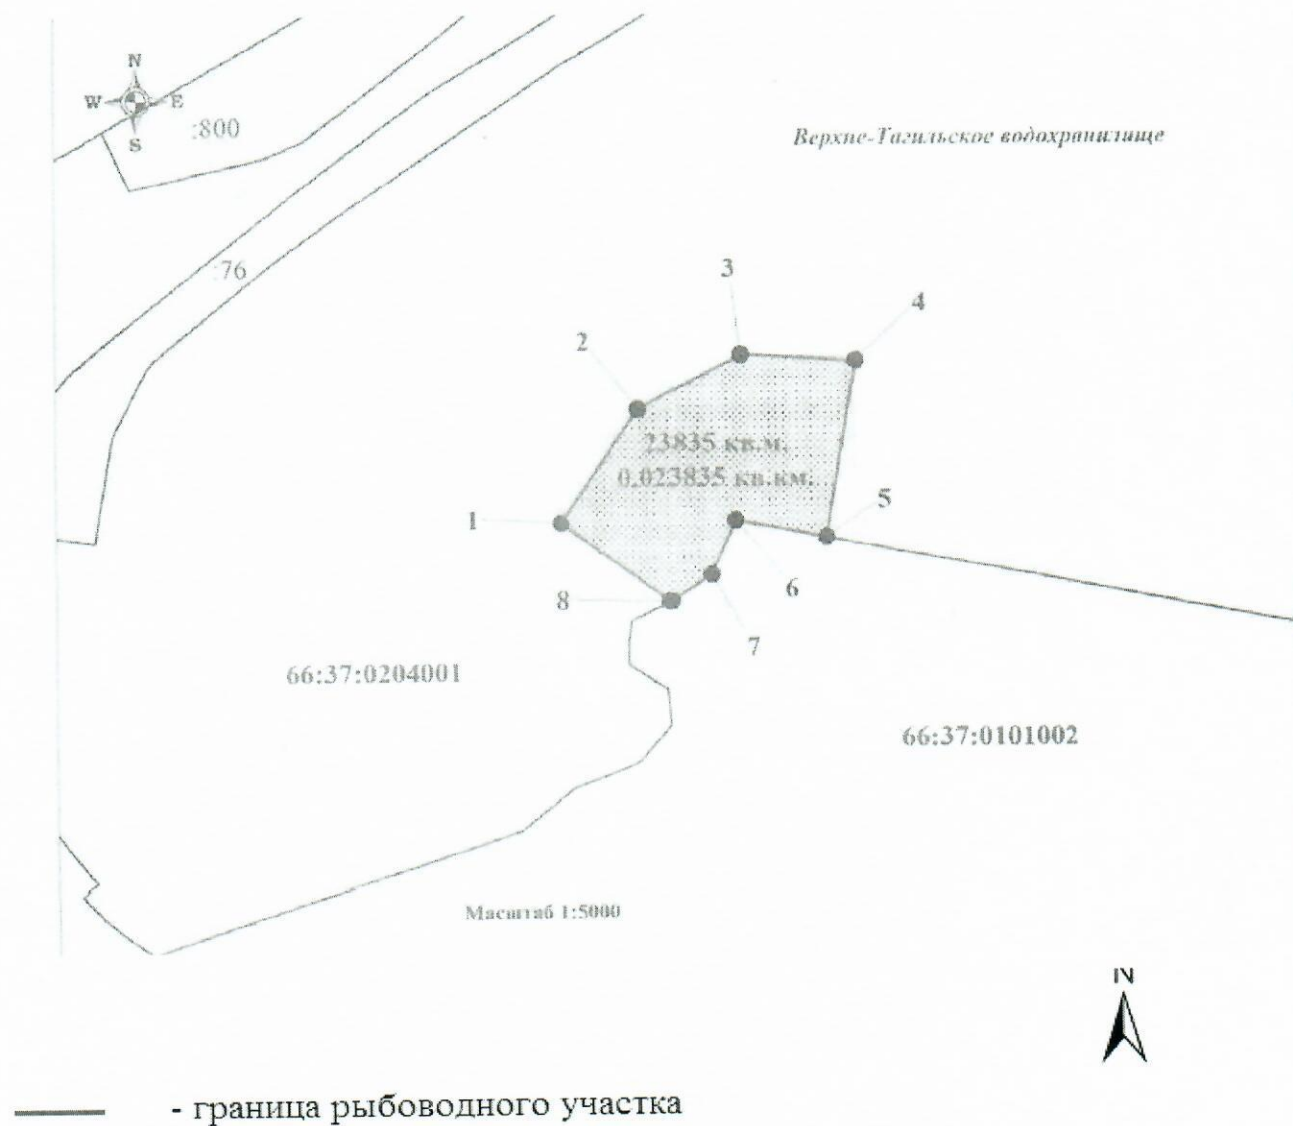 N
W E
S
:800
Верхне-Тагильское водохранилище
:76
3
4
2
23835 кв.м.
0.023835 кв.км.
5
1
6
8
7
66:37:0204001
66:37:0101002
Масштаб 1:5000
N
- граница рыбоводного участка